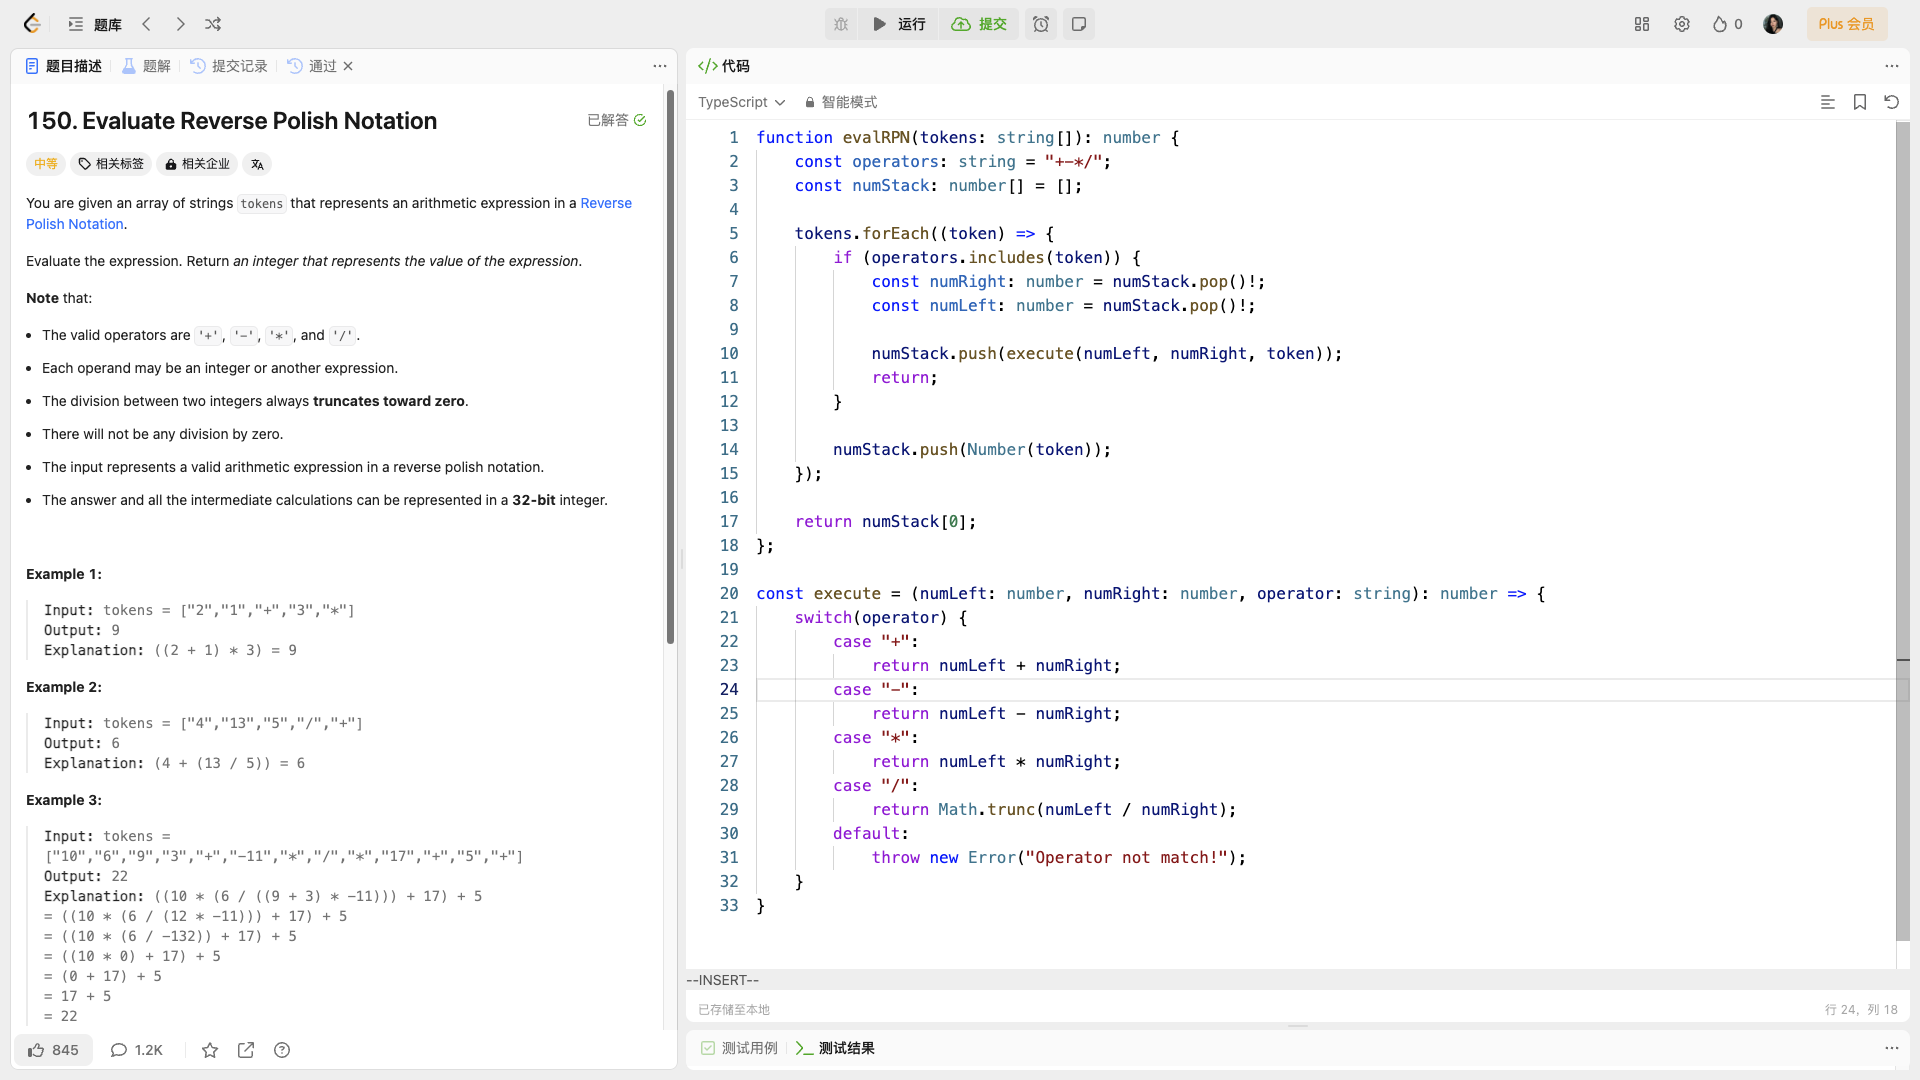 题库
运行
提交
0
Plus 会员
题目描述
题解
提交记录
通过
150. Evaluate Reverse Polish Notation
已解答
中等
相关标签
相关企业
You are given an array of strings tokens that represents an arithmetic expression in a Reverse
Polish Notation.
Evaluate the expression. Return an integer that represents the value of the expression.
Note that:
• The valid operators are '+', '-', '*', and '/'.
• Each operand may be an integer or another expression.
• The division between two integers always truncates toward zero.
• There will not be any division by zero.
• The input represents a valid arithmetic expression in a reverse polish notation.
• The answer and all the intermediate calculations can be represented in a 32-bit integer.
Example 1:
Input: tokens = ["2","1","+","3","*"]
Output: 9
Explanation: ((2 + 1) * 3) = 9
Example 2:
Input: tokens = ["4","13","5","/","+"]
Output: 6
Explanation: (4 + (13 / 5)) = 6
Example 3:
Input: tokens =
["10","6","9","3","+","-11","*","/","*","17","+","5","+"]
Output: 22
Explanation: ((10 * (6 / ((9 + 3) * -11))) + 17) + 5
= ((10 * (6 / (12 * -11))) + 17) + 5
= ((10 * (6 / -132)) + 17) + 5
= ((10 * 0) + 17) + 5
= (0 + 17) + 5
= 17 + 5
= 22
845
1.2K
</> 代码
TypeScript
智能模式
1 function evalRPN(tokens: string[]): number {
2 const operators: string = "+-*/";
3 const numStack: number[] = [];
4
5 tokens.forEach((token) => {
6 if (operators.includes(token)) {
7 const numRight: number = numStack.pop()!;
8 const numLeft: number = numStack.pop()!;
9
10 numStack.push(execute(numLeft, numRight, token));
11 return;
12 }
13
14 numStack.push(Number(token));
15 });
16
17 return numStack[0];
18 };
19
20 const execute = (numLeft: number, numRight: number, operator: string): number => {
21 switch(operator) {
22 case "+":
23 return numLeft + numRight;
24 case "-":
25 return numLeft - numRight;
26 case "*":
27 return numLeft * numRight;
28 case "/":
29 return Math.trunc(numLeft / numRight);
30 default:
31 throw new Error("Operator not match!");
32 }
33 }
--INSERT--
已存储至本地
行 24, 列 18
测试用例
测试结果